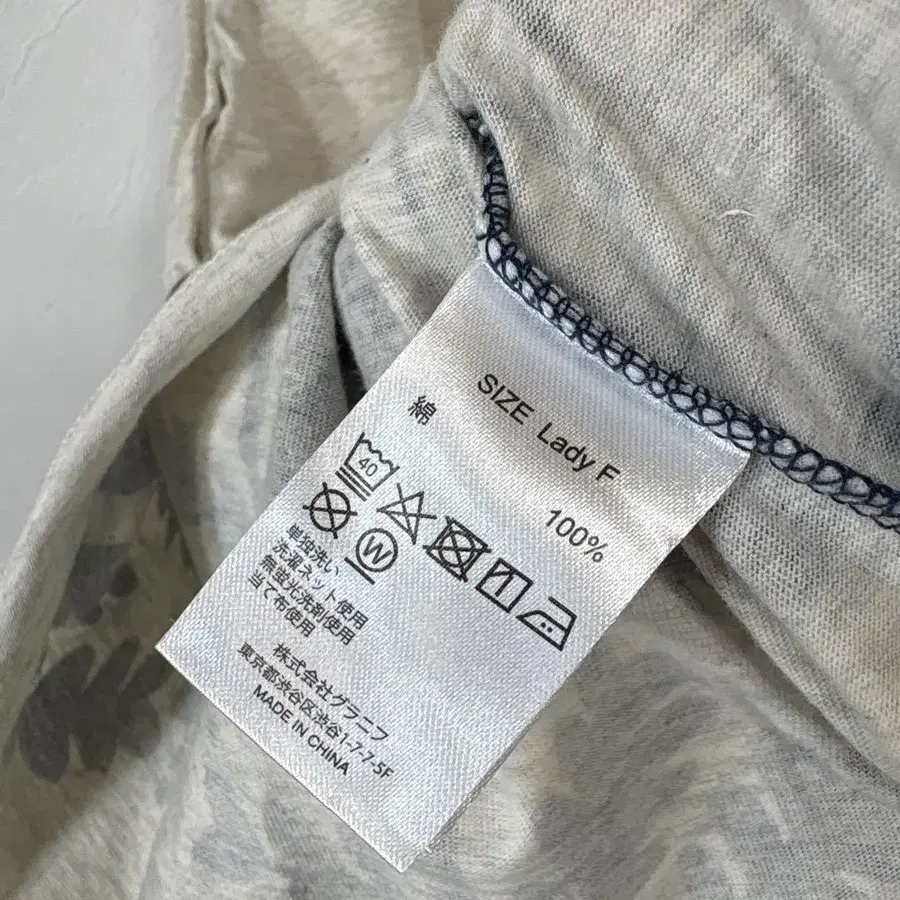 SIZE Lady F
綿 100%
40
W
単独洗い
洗濯ネット使用
無蛍光洗剤使用
当て布使用
株式会社グラニフ
東京都渋谷区渋谷1-7-7-5F
MADE IN CHINA